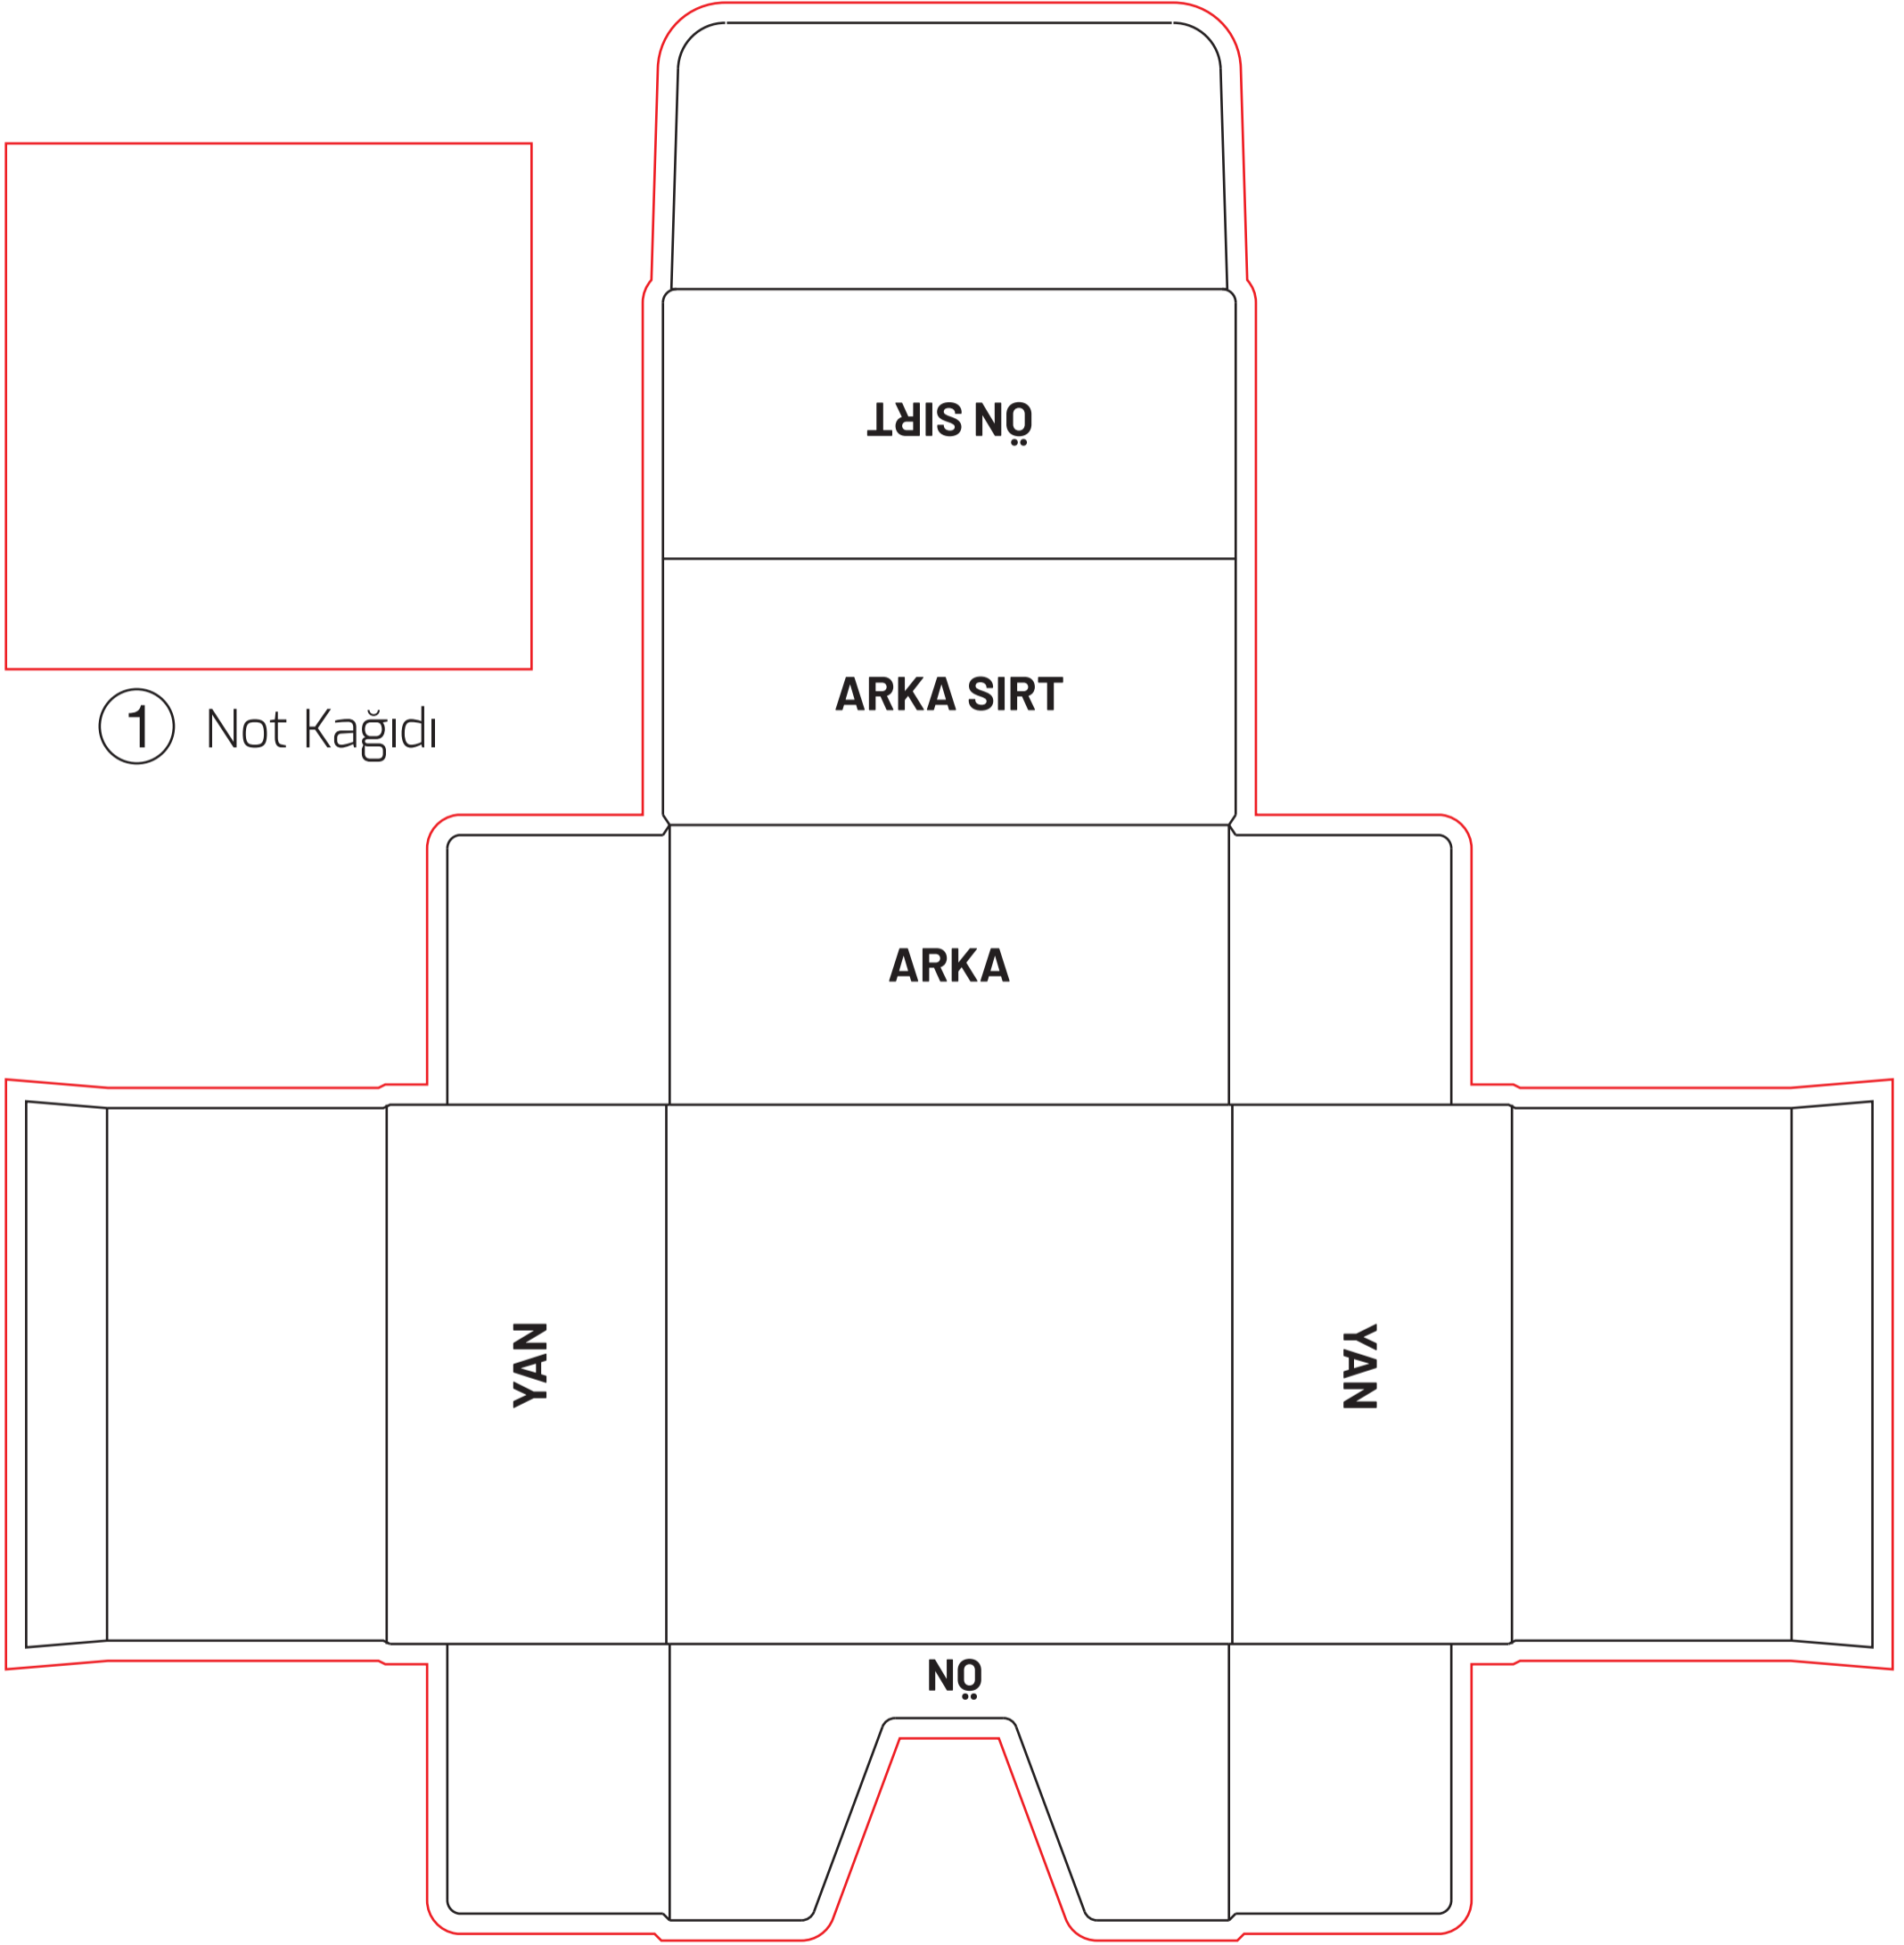 ÖN SIRT
ARKA SIRT
1 Not Kağıdı
ARKA
YAN
YAN
ÖN